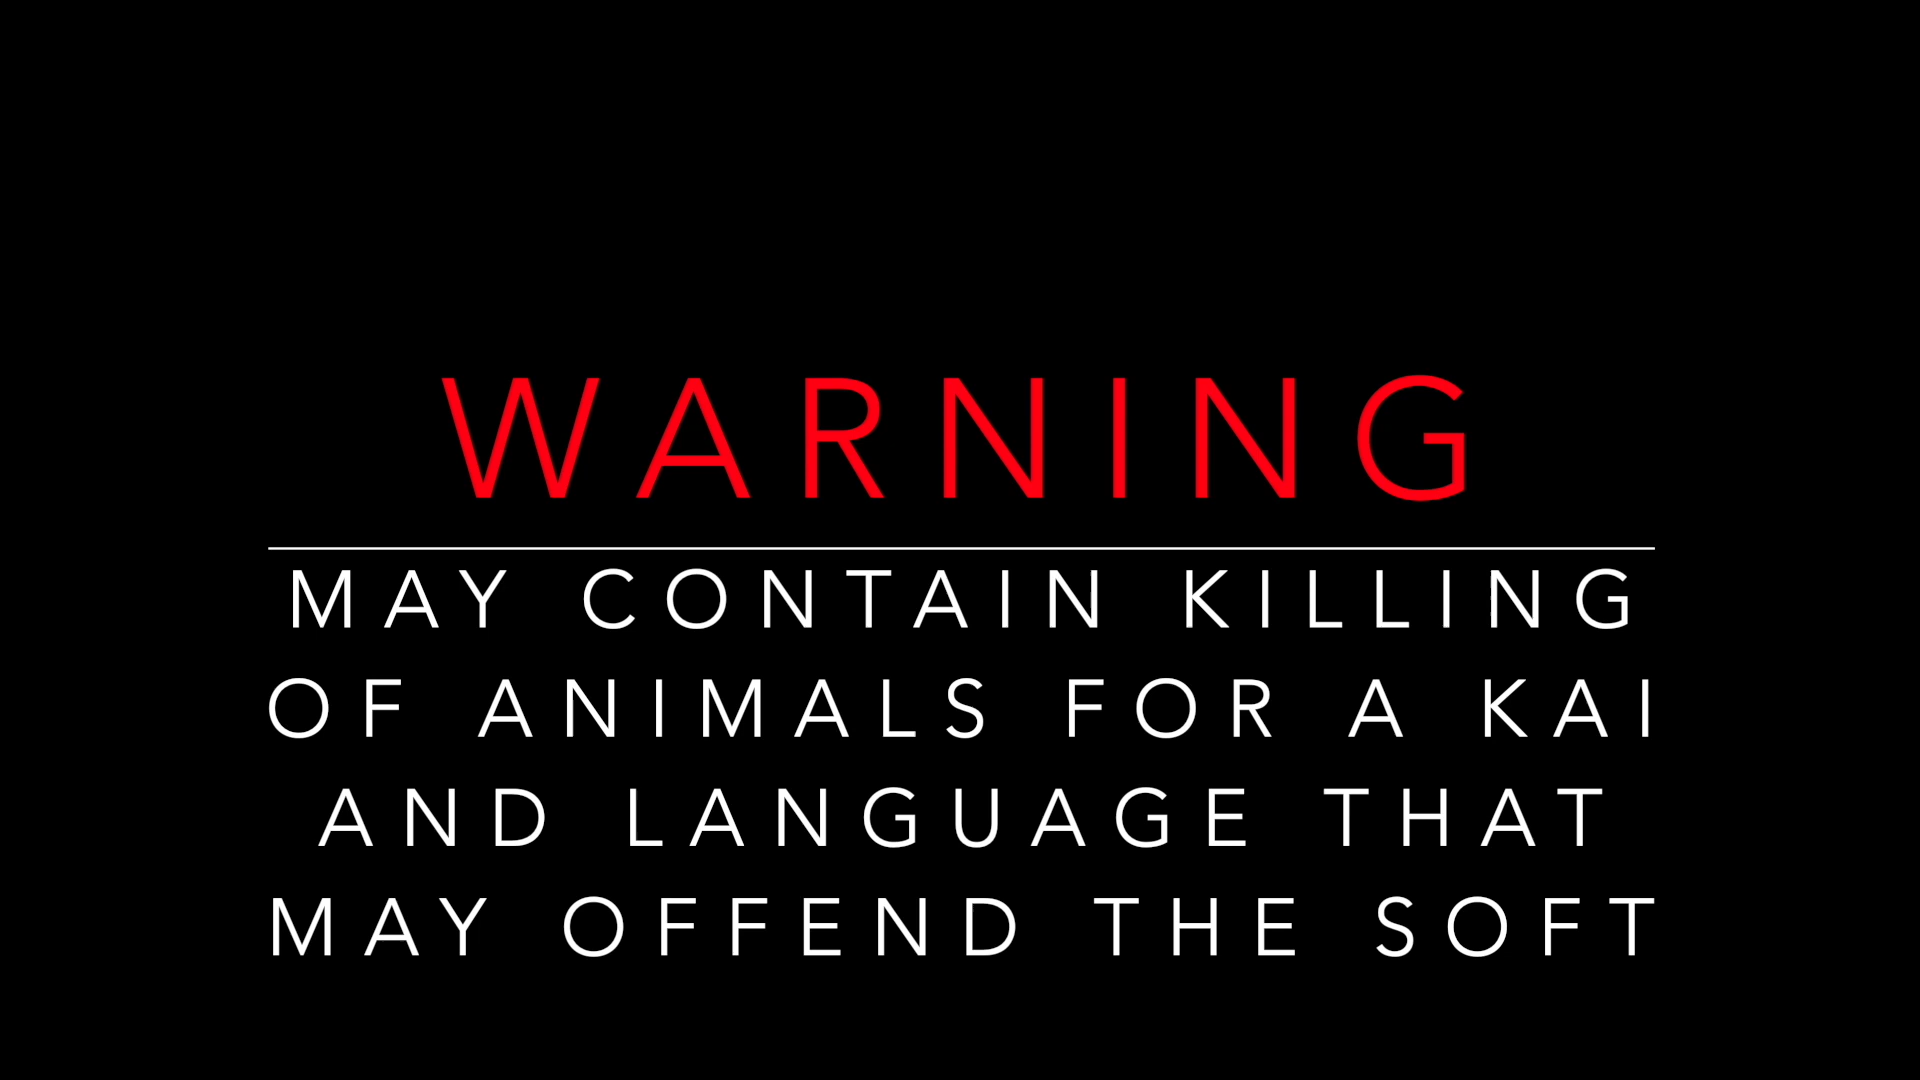 WARNING
MAY CONTAIN KILLING
OF ANIMALS FOR A KAI
AND LANGUAGE THAT
MAY OFFEND THE SOFT